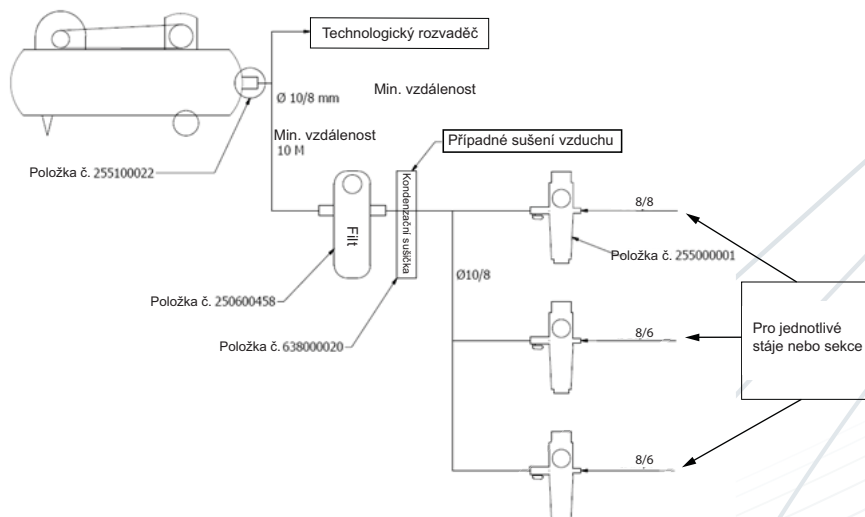 Technologický rozvaděč
Ø 10/8 mm
Min. vzdálenost
Min. vzdálenost
10 M
Případné sušení vzduchu
Položka č. 255100022
Kondenzační sušička
Filt
8/8
Položka č. 255000001
Ø10/8
Položka č. 250600458
Položka č. 638000020
8/6
Pro jednotlivé
stáje nebo sekce
8/6